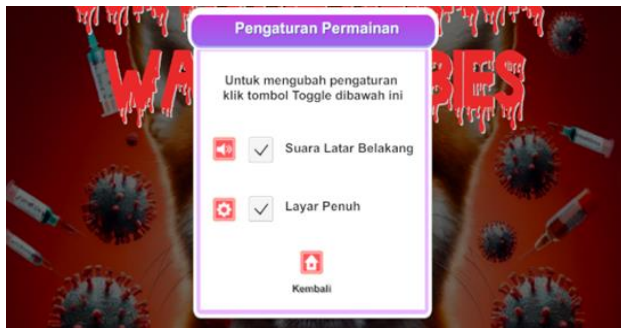 Pengaturan Permainan
Untuk mengubah pengaturan
klik tombol Toggle dibawah ini
Suara Latar Belakang
Layar Penuh
Kembali